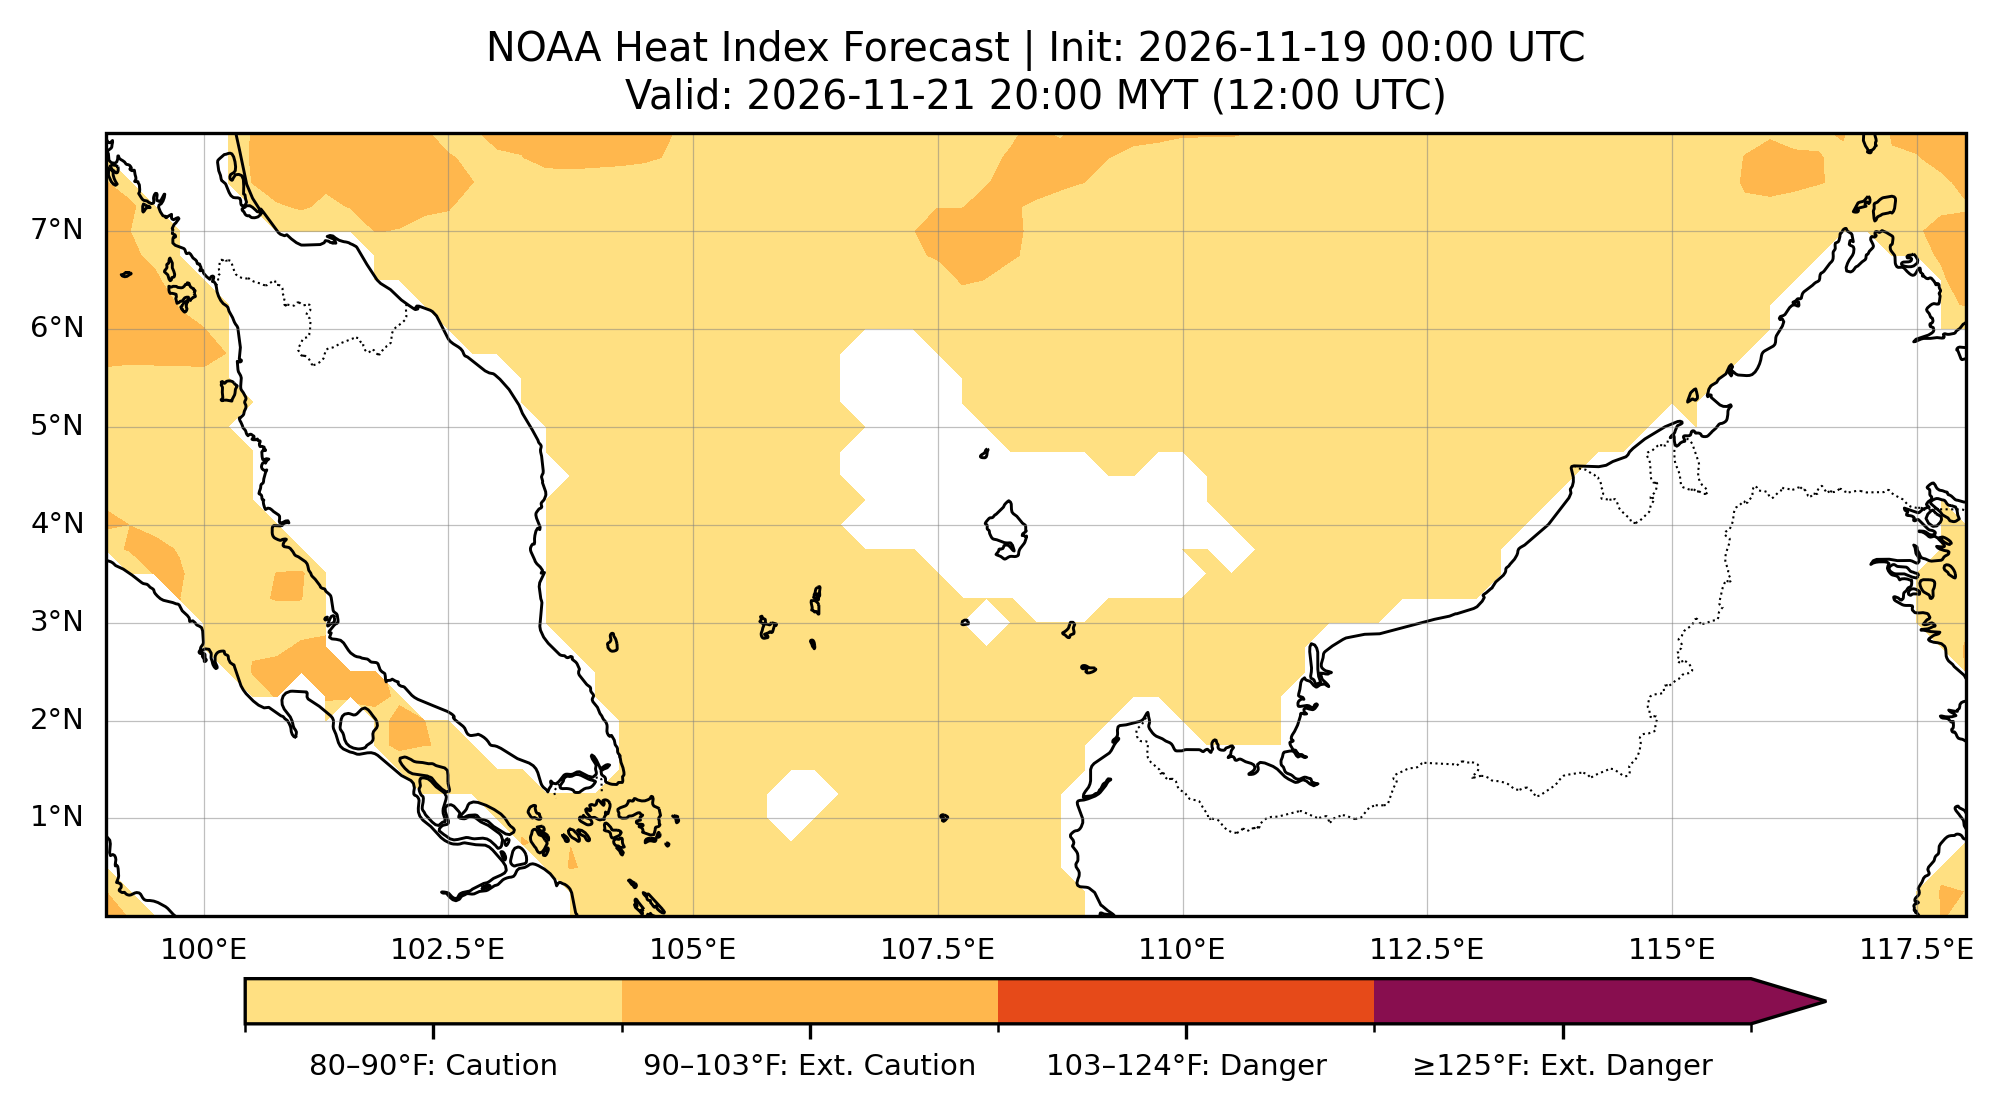 NOAA Heat Index Forecast | Init: 2026-11-19 00:00 UTC
Valid: 2026-11-21 20:00 MYT (12:00 UTC)
7°N
6°N
5°N
4°N
3°N
2°N
1°N
100°E 102.5°E 105°E 107.5°E 110°E 112.5°E 115°E 117.5°E
80–90°F: Caution 90–103°F: Ext. Caution 103–124°F: Danger ≥125°F: Ext. Danger